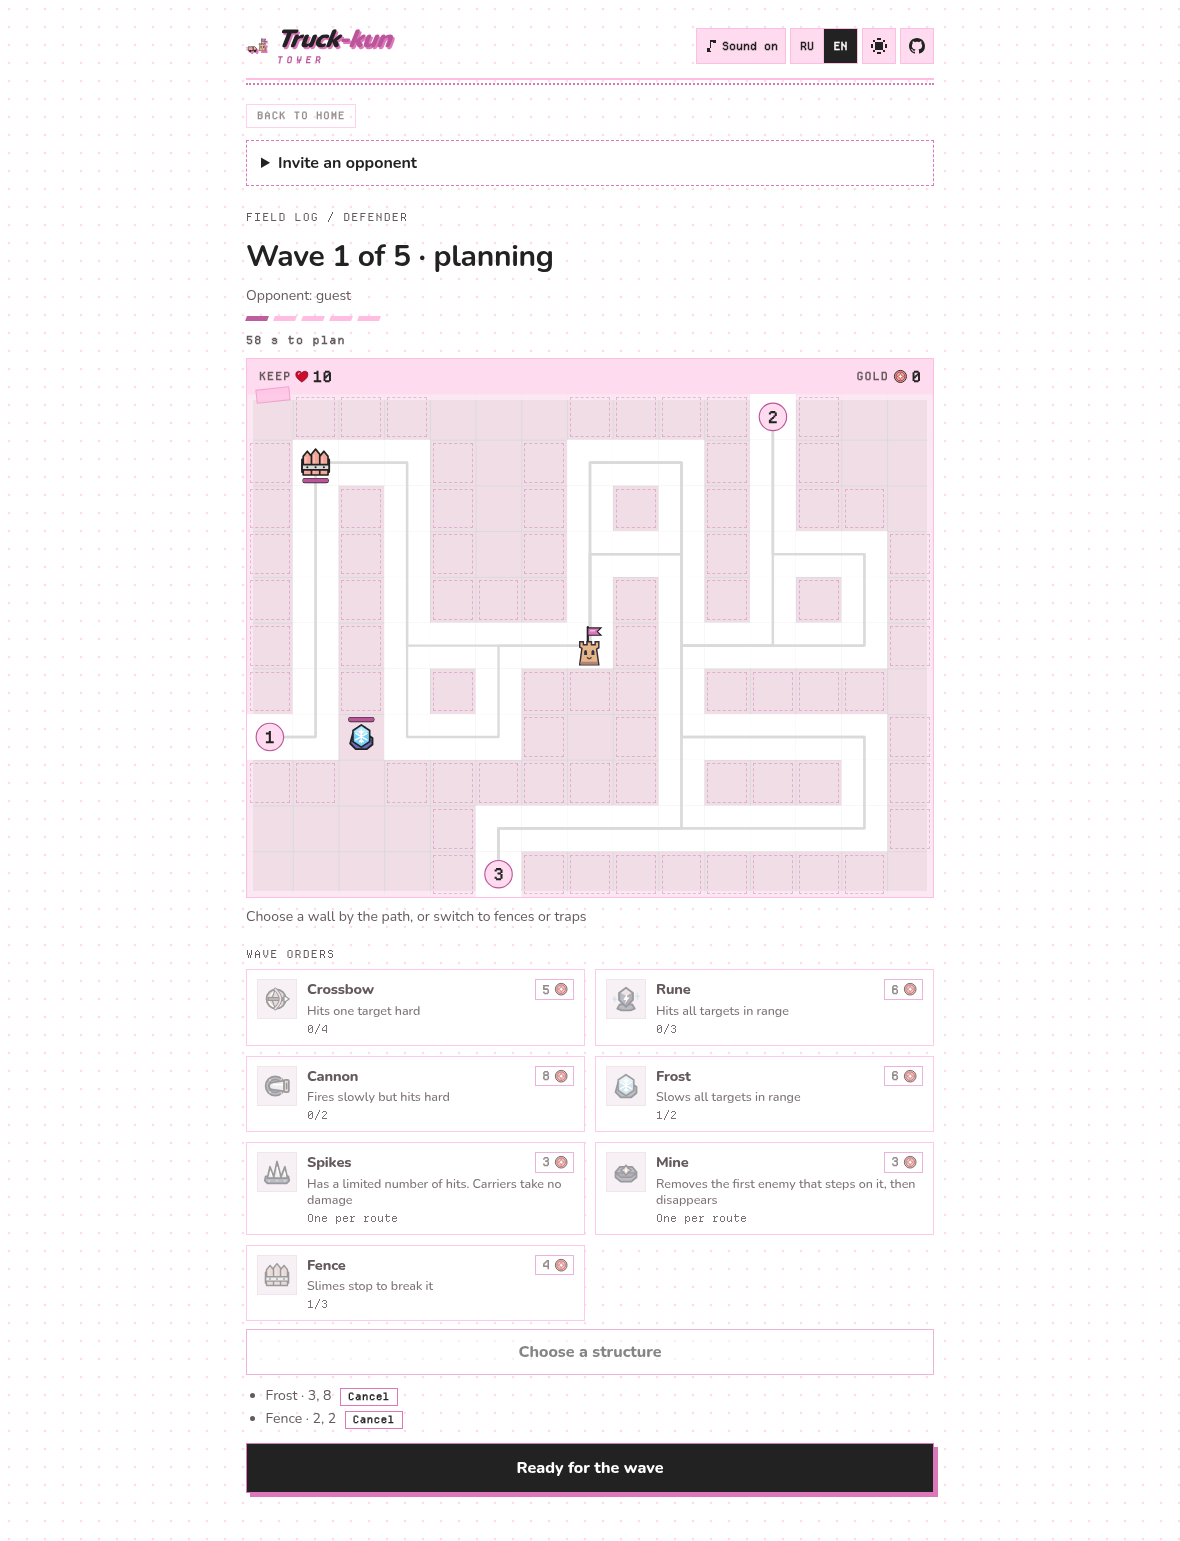 Truck-kun
TOWER
Sound on
RU
EN
BACK TO HOME
Invite an opponent
FIELD LOG / DEFENDER
Wave 1 of 5 · planning
Opponent: guest
58 s to plan
KEEP 10
GOLD 0
2
1
3
Choose a wall by the path, or switch to fences or traps
WAVE ORDERS
Crossbow
5
Hits one target hard
0/4
Rune
6
Hits all targets in range
0/3
Cannon
8
Fires slowly but hits hard
0/2
Frost
6
Slows all targets in range
1/2
Spikes
3
Has a limited number of hits. Carriers take no
damage
One per route
Mine
3
Removes the first enemy that steps on it, then
disappears
One per route
Fence
4
Slimes stop to break it
1/3
Choose a structure
Frost · 3, 8 Cancel
Fence · 2, 2 Cancel
Ready for the wave